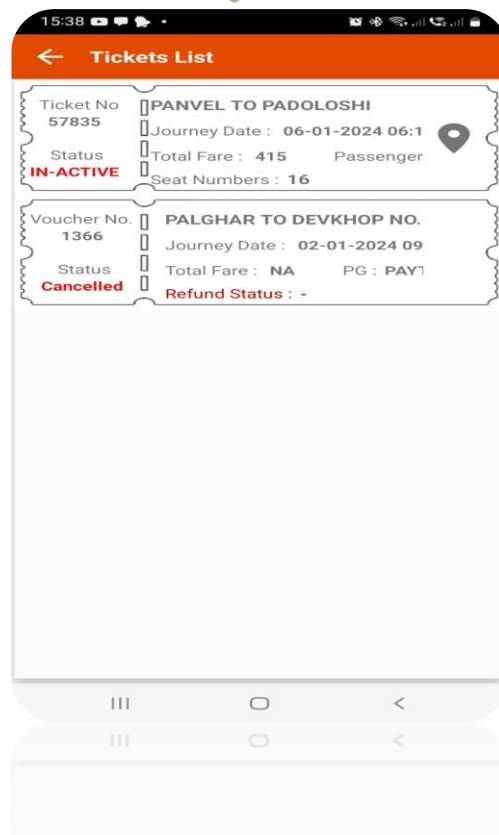 15:38
Tickets List
Ticket No
57835
Status
IN-ACTIVE
PANVEL TO PADOLOSHI
Journey Date : 06-01-2024 06:1
Total Fare : 415 Passenger
Seat Numbers : 16
Voucher No.
1366
Status
Cancelled
PALGHAR TO DEVKHOP NO.
Journey Date : 02-01-2024 09
Total Fare : NA PG : PAYT
Refund Status : -